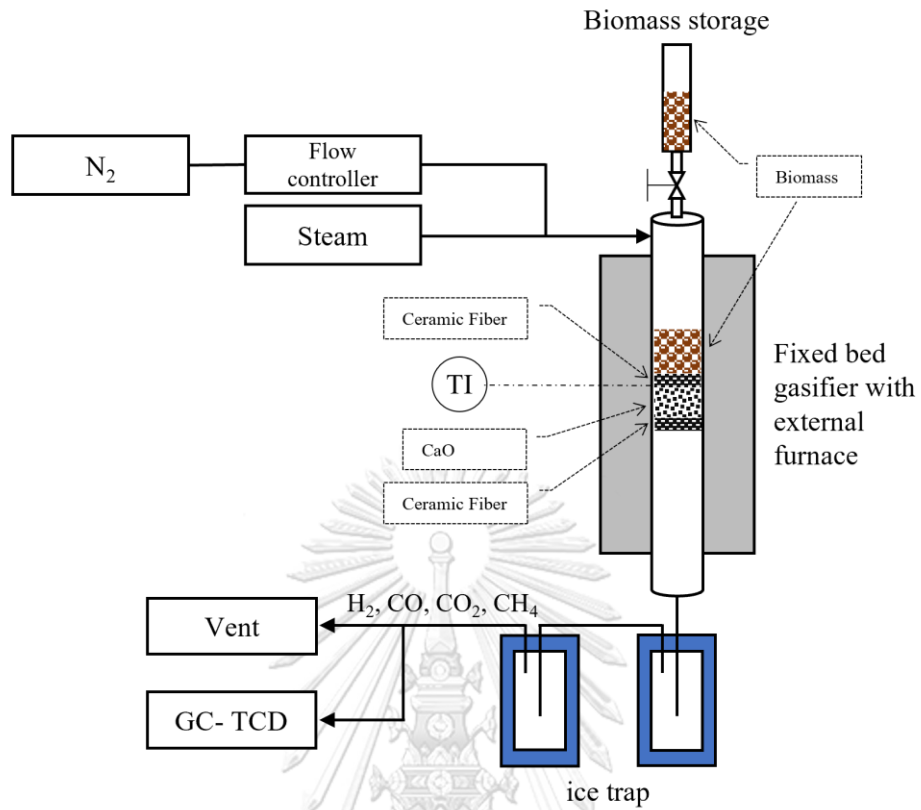 Biomass storage
N₂
Flow
controller
Steam
Biomass
Ceramic Fiber
TI
CaO
Ceramic Fiber
Fixed bed
gasifier with
external
furnace
H₂, CO, CO₂, CH₄
Vent
GC- TCD
ice trap